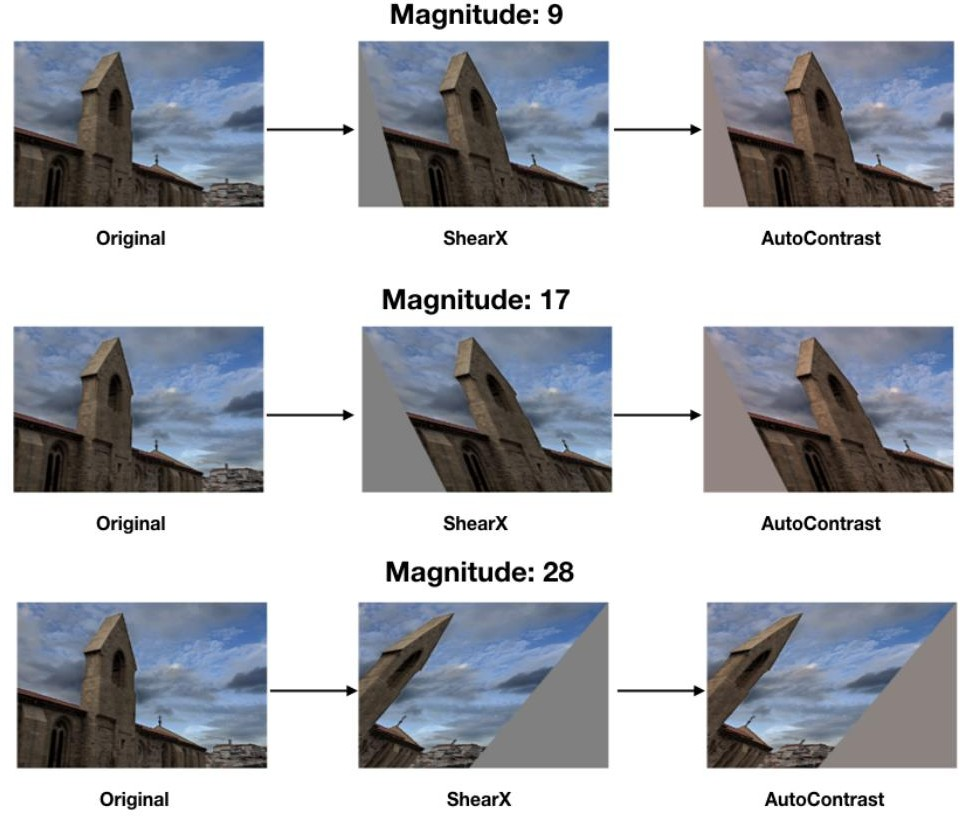 Magnitude: 9
Original
ShearX
AutoContrast
Magnitude: 17
Original
ShearX
AutoContrast
Magnitude: 28
Original
ShearX
AutoContrast